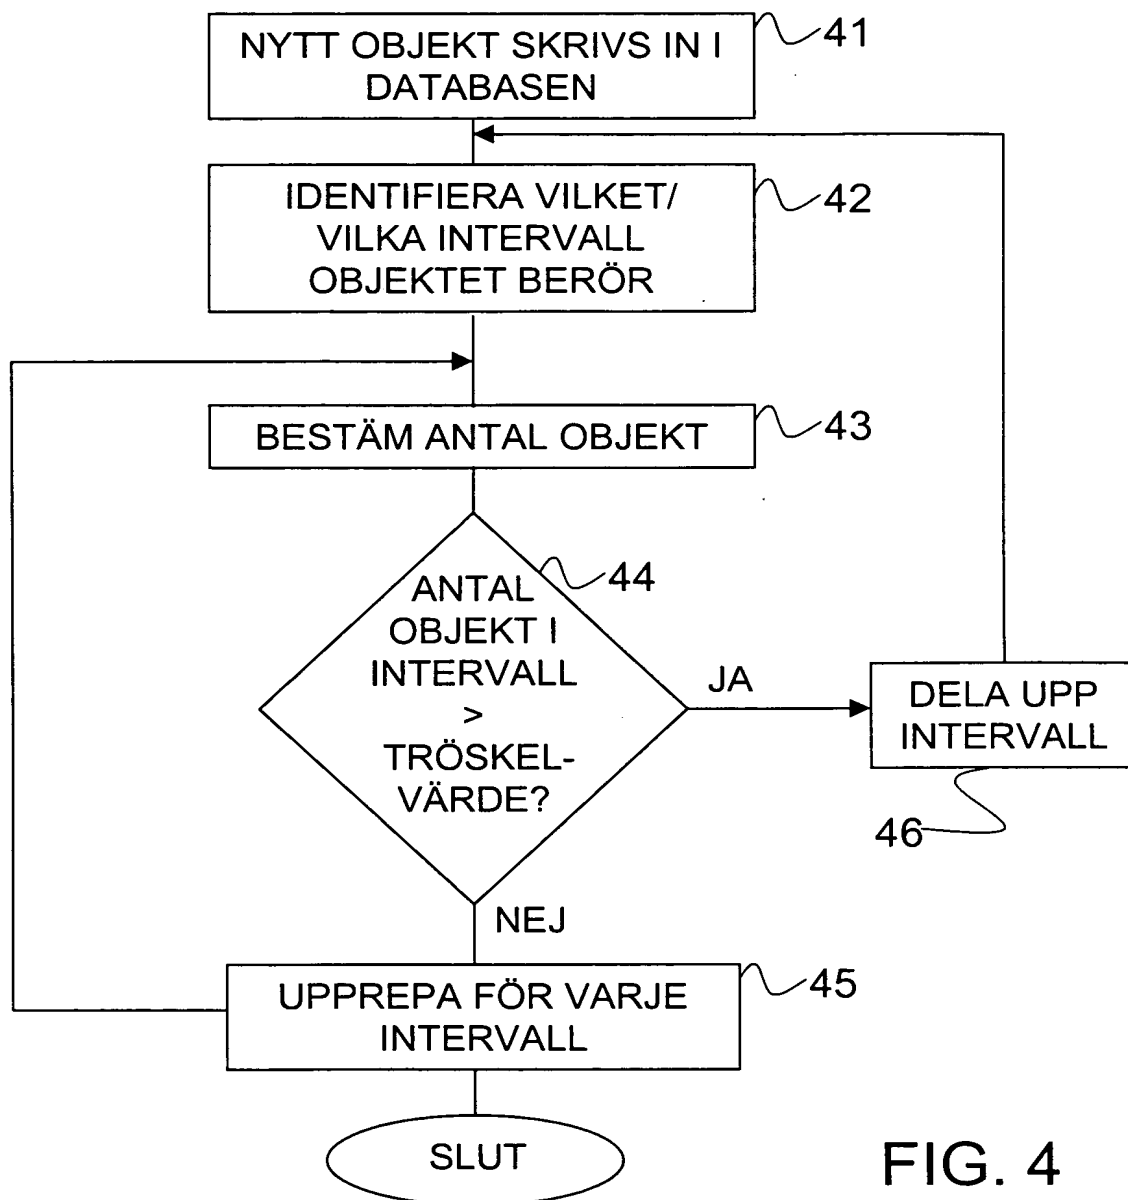 NYTT OBJEKT SKRIVS IN I
DATABASEN
41
IDENTIFIERA VILKET/
VILKA INTERVALL
OBJEKTET BERÖR
42
BESTÄM ANTAL OBJEKT
43
ANTAL
OBJEKT I
INTERVALL
>
TRÖSKEL-
VÄRDE?
44
JA
DELA UPP
INTERVALL
46
NEJ
UPPREPA FÖR VARJE
INTERVALL
45
SLUT
FIG. 4